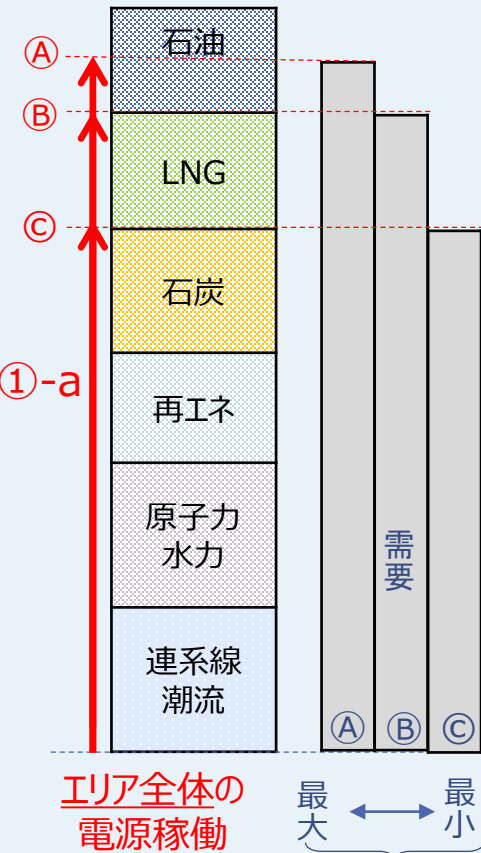 Ⓐ
石油
Ⓑ
LNG
Ⓒ
石炭
①-a
再エネ
原子力
水力
需要
連系線
潮流
Ⓐ
Ⓑ
Ⓒ
エリア全体の
電源稼働
最大
最小